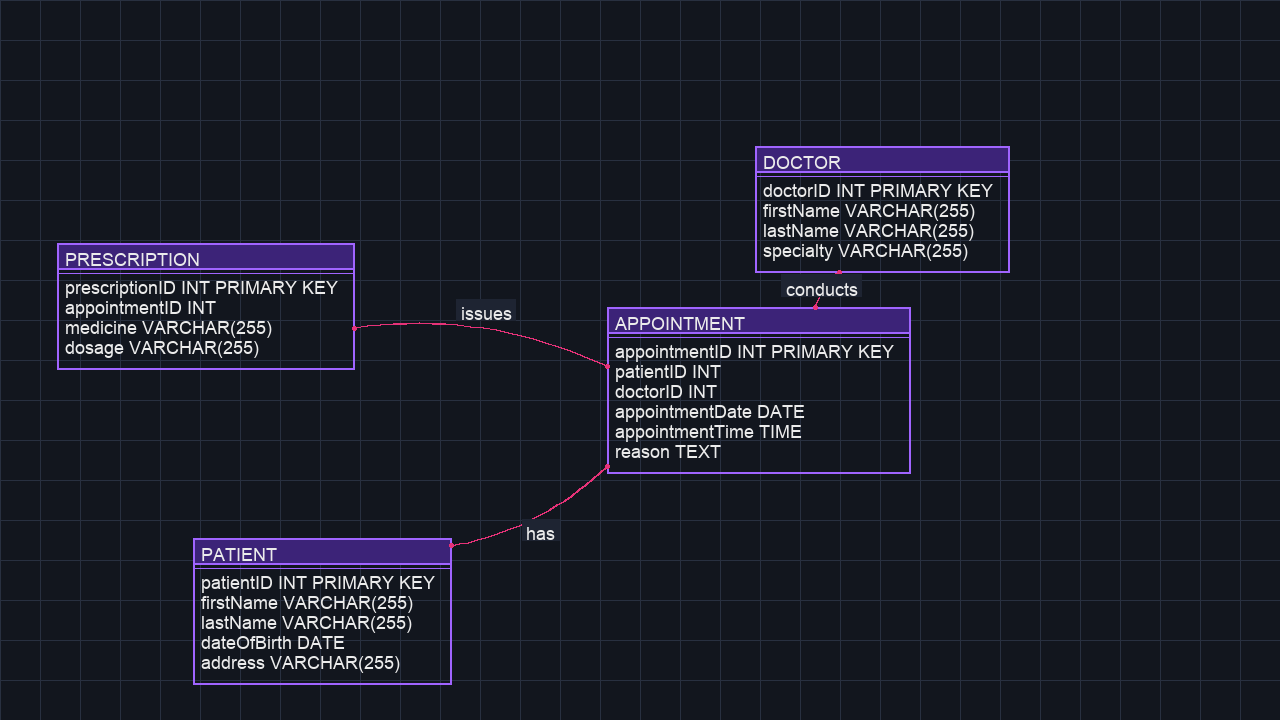 DOCTOR
doctorID INT PRIMARY KEY
firstName VARCHAR(255)
lastName VARCHAR(255)
specialty VARCHAR(255)
conducts
PRESCRIPTION
prescriptionID INT PRIMARY KEY
appointmentID INT
medicine VARCHAR(255)
dosage VARCHAR(255)
issues
APPOINTMENT
appointmentID INT PRIMARY KEY
patientID INT
doctorID INT
appointmentDate DATE
appointmentTime TIME
reason TEXT
has
PATIENT
patientID INT PRIMARY KEY
firstName VARCHAR(255)
lastName VARCHAR(255)
dateOfBirth DATE
address VARCHAR(255)